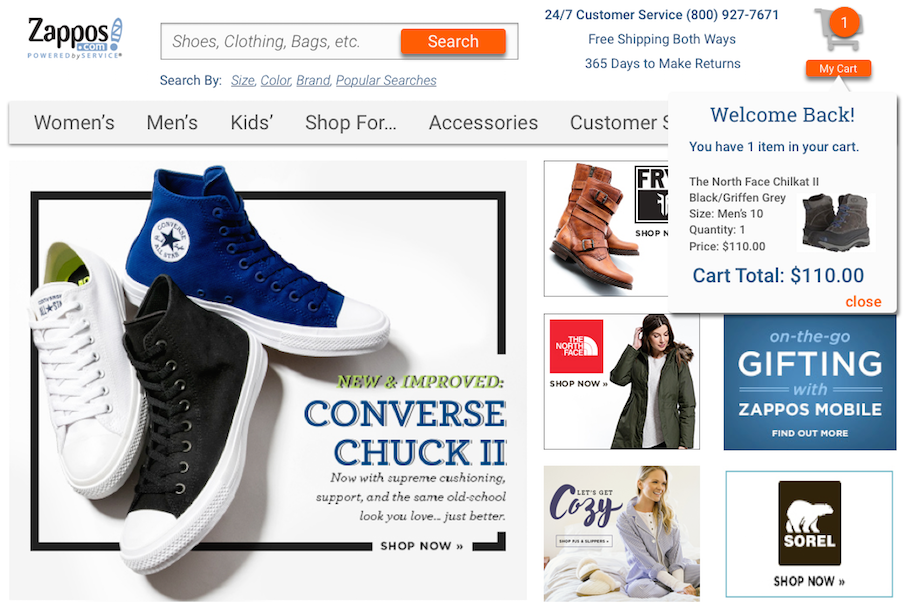 Zappos
.com
POWERED by SERVICE®
Shoes, Clothing, Bags, etc.
Search
Search By: Size, Color, Brand, Popular Searches
24/7 Customer Service (800) 927-7671
Free Shipping Both Ways
365 Days to Make Returns
1
My Cart
Women's Men's Kids' Shop For... Accessories Customer S
Welcome Back!
You have 1 item in your cart.
The North Face Chilkat II
Black/Griffen Grey
Size: Men's 10
Quantity: 1
Price: $110.00
Cart Total: $110.00
close
CONVERSE
ALL STAR
CONVERSE
ALL STAR
NEW & IMPROVED:
CONVERSE
CHUCK II
Now with supreme cushioning,
support, and the same old-school
look you love... just better.
SHOP NOW »
FRY
SHOP N
THE
NORTH
FACE
SHOP NOW »
on-the-go
GIFTING
with
ZAPPOS MOBILE
FIND OUT MORE
LET'S GET
Cozy
SHOP PJS & SLIPPERS »
SOREL
SHOP NOW »